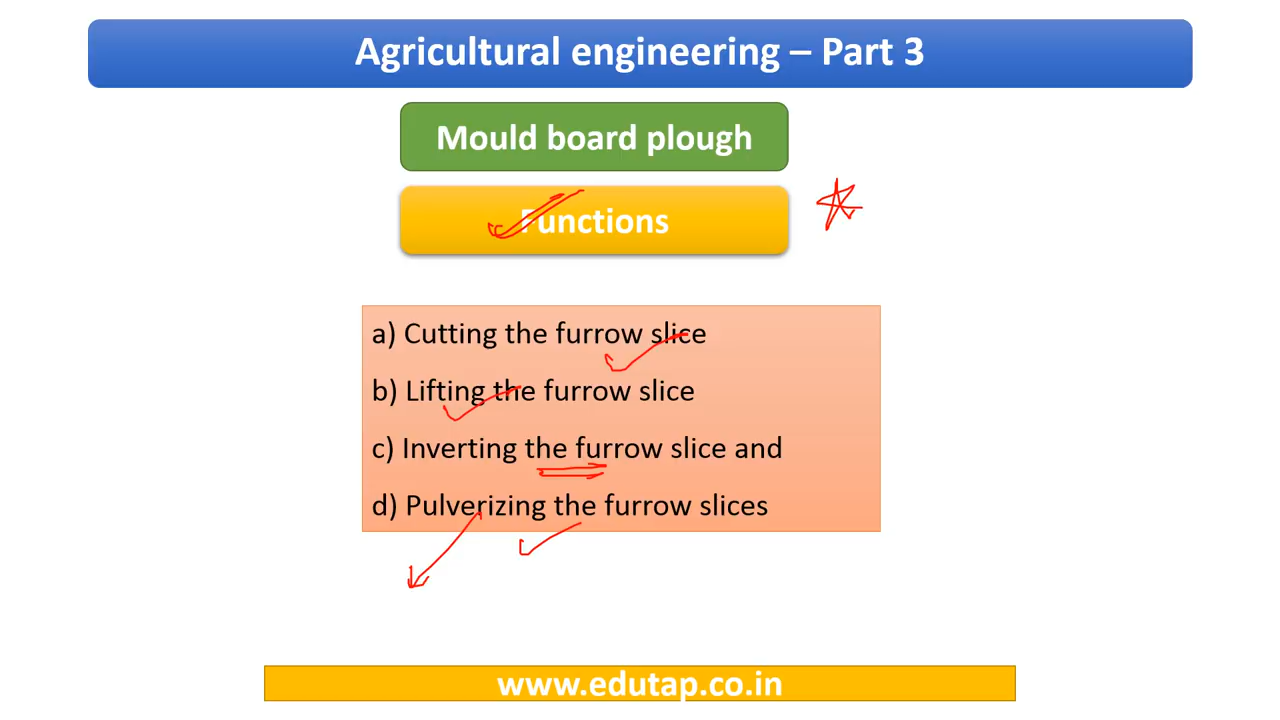 Agricultural engineering – Part 3
Mould board plough
Functions
a) Cutting the furrow slice
b) Lifting the furrow slice
c) Inverting the furrow slice and
d) Pulverizing the furrow slices
www.edutap.co.in